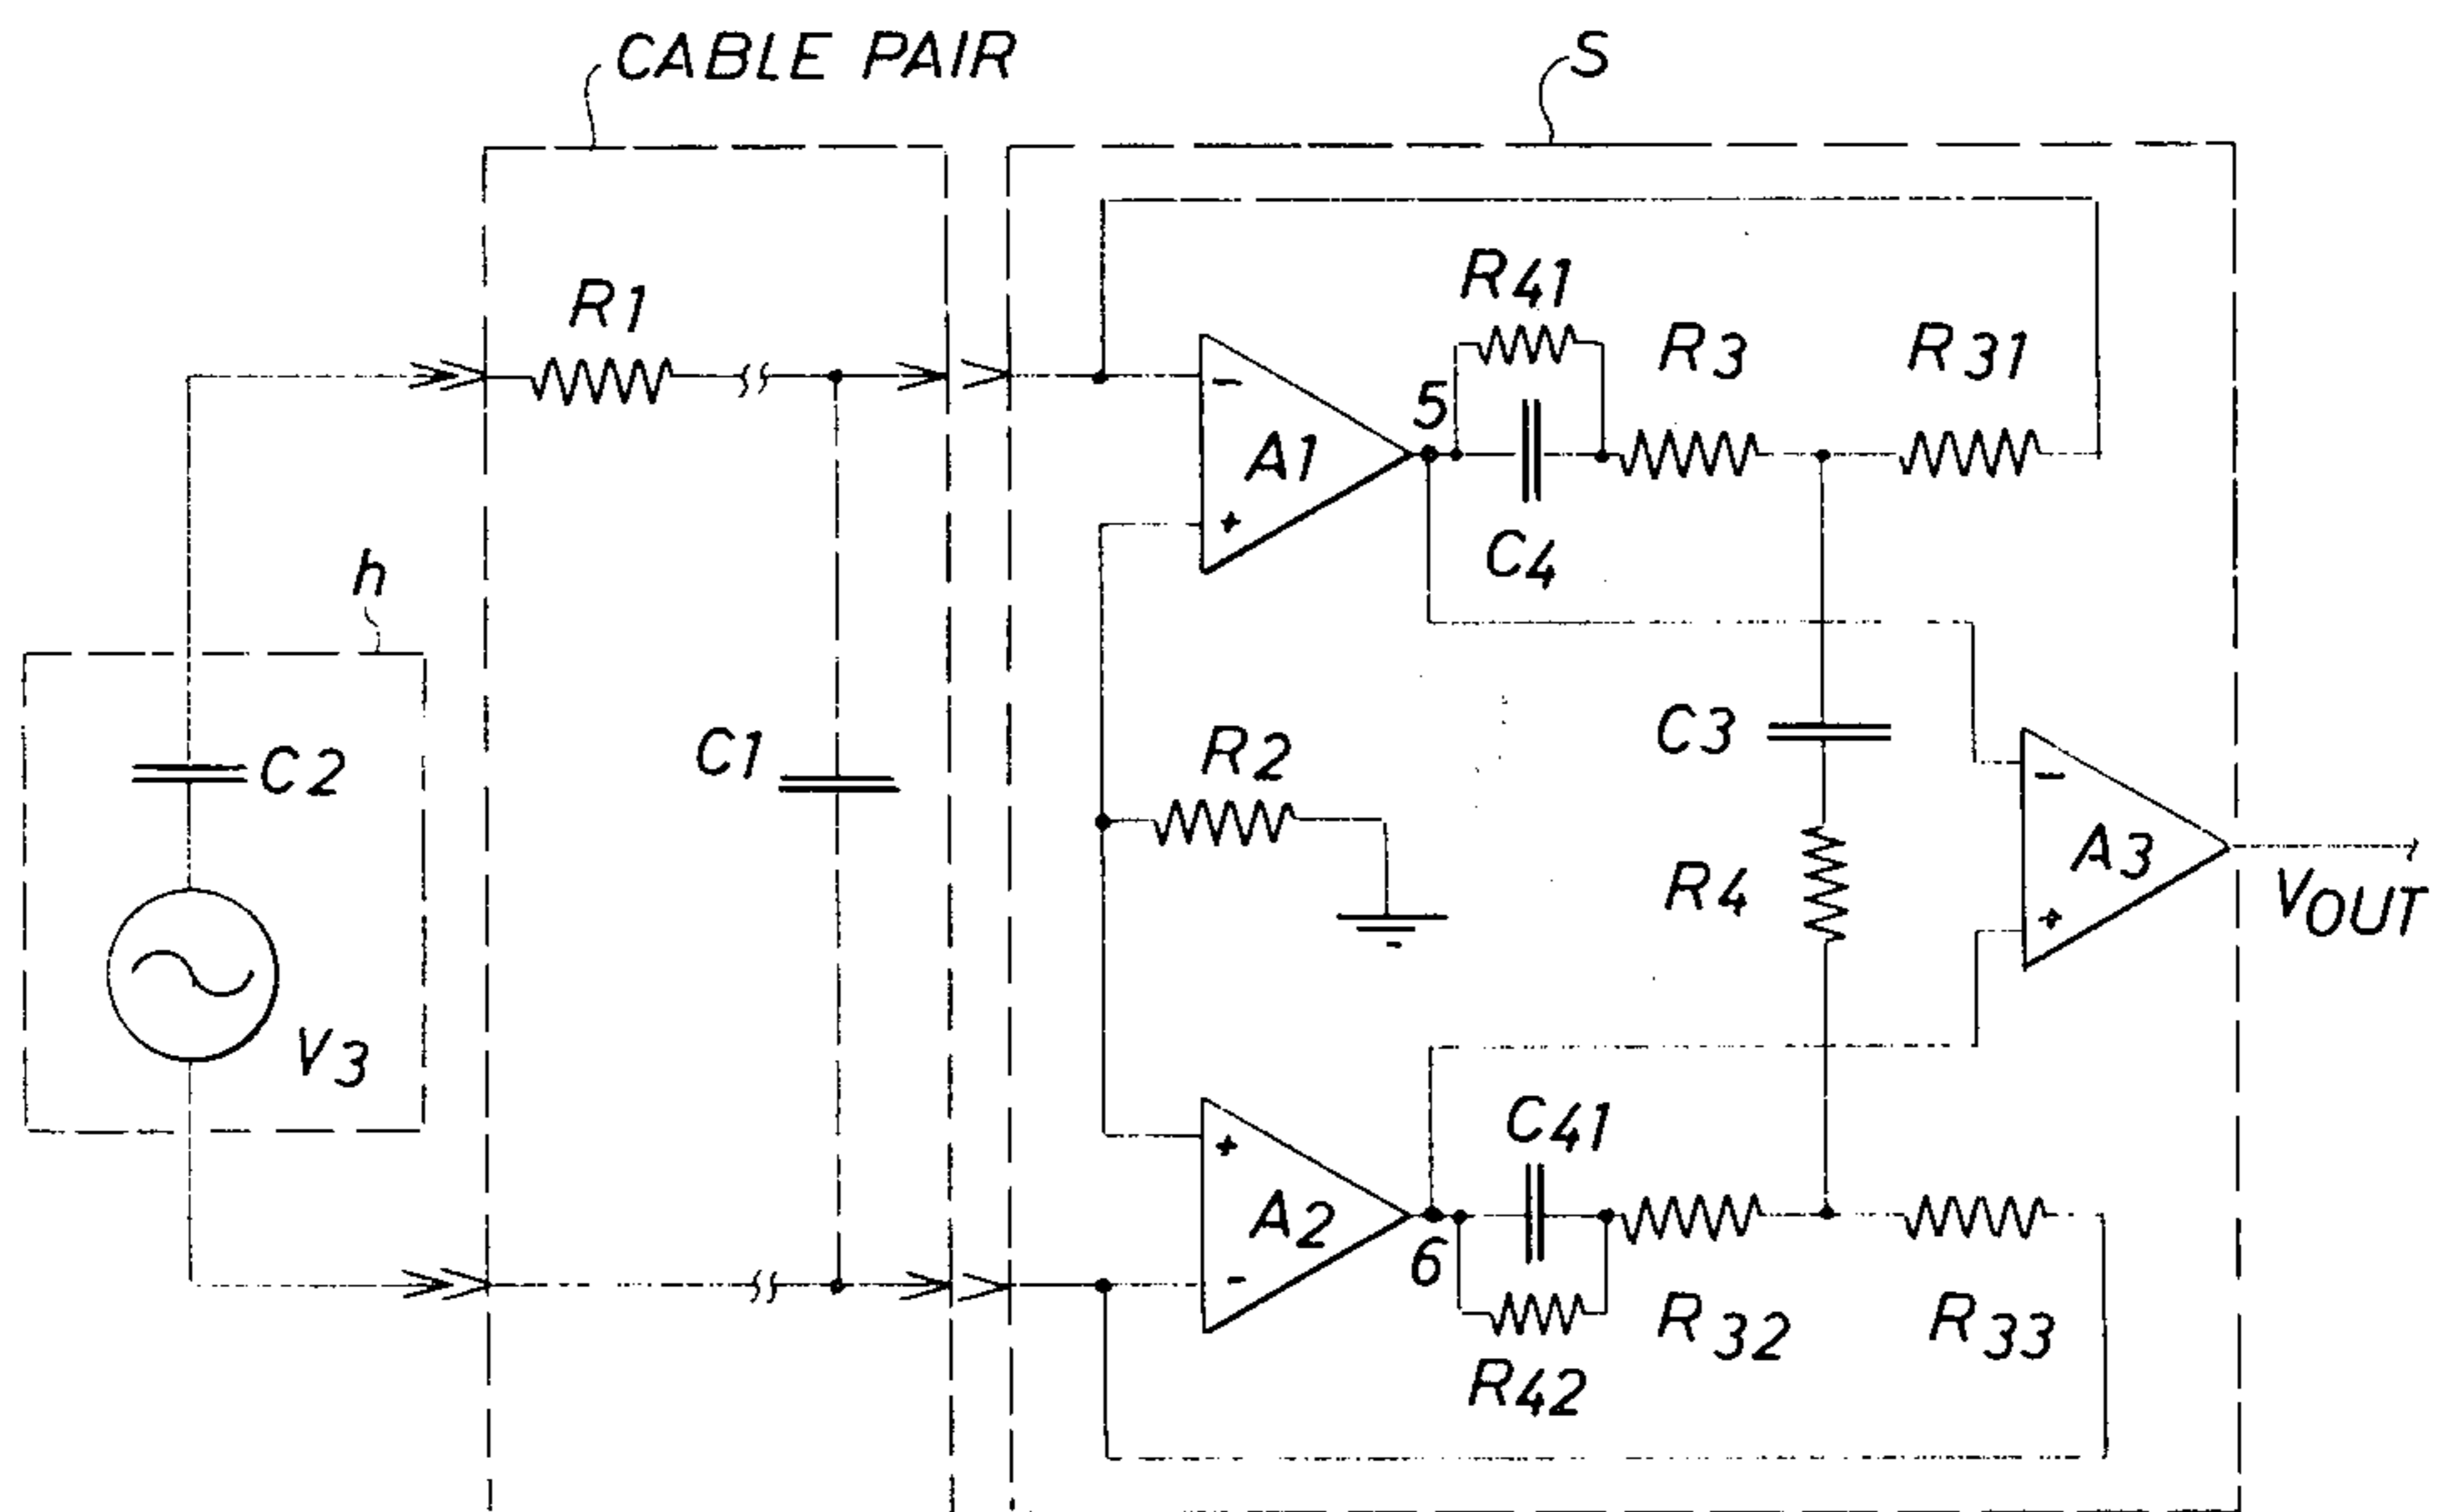 CABLE PAIR
S
R1
R41
R3
R31
5
-
A1
+
C4
h
C2
C1
R2
C3
R4
-
A3
+
VOUT
V3
C41
+
A2
-
6
R32
R33
R42